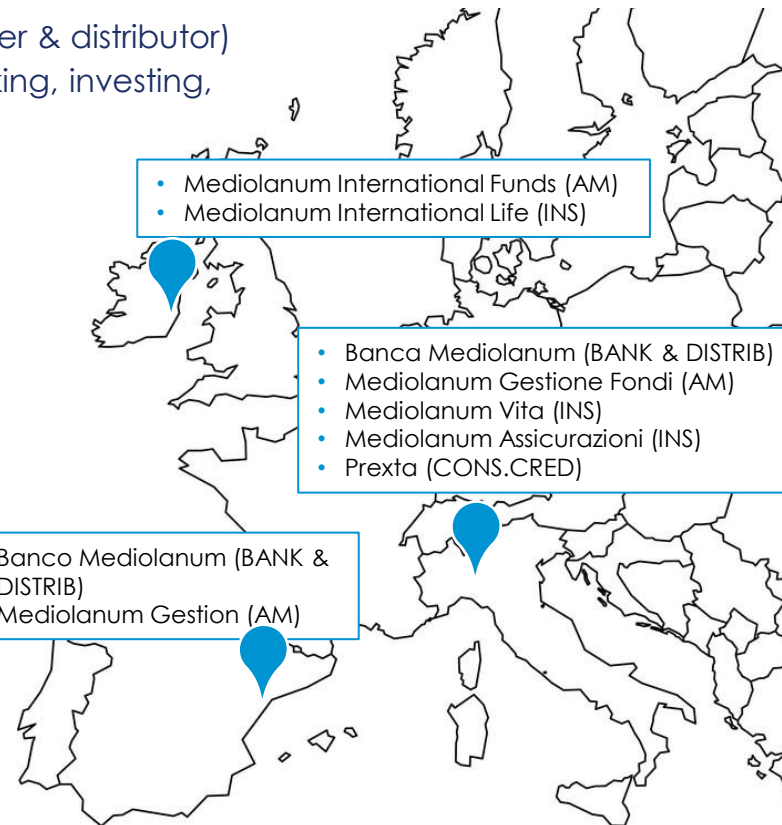 er & distributor)
king, investing,
• Mediolanum International Funds (AM)
• Mediolanum International Life (INS)
• Banca Mediolanum (BANK & DISTRIB)
• Mediolanum Gestione Fondi (AM)
• Mediolanum Vita (INS)
• Mediolanum Assicurazioni (INS)
• Prexta (CONS.CRED)
Banco Mediolanum (BANK &
DISTRIB)
Mediolanum Gestion (AM)